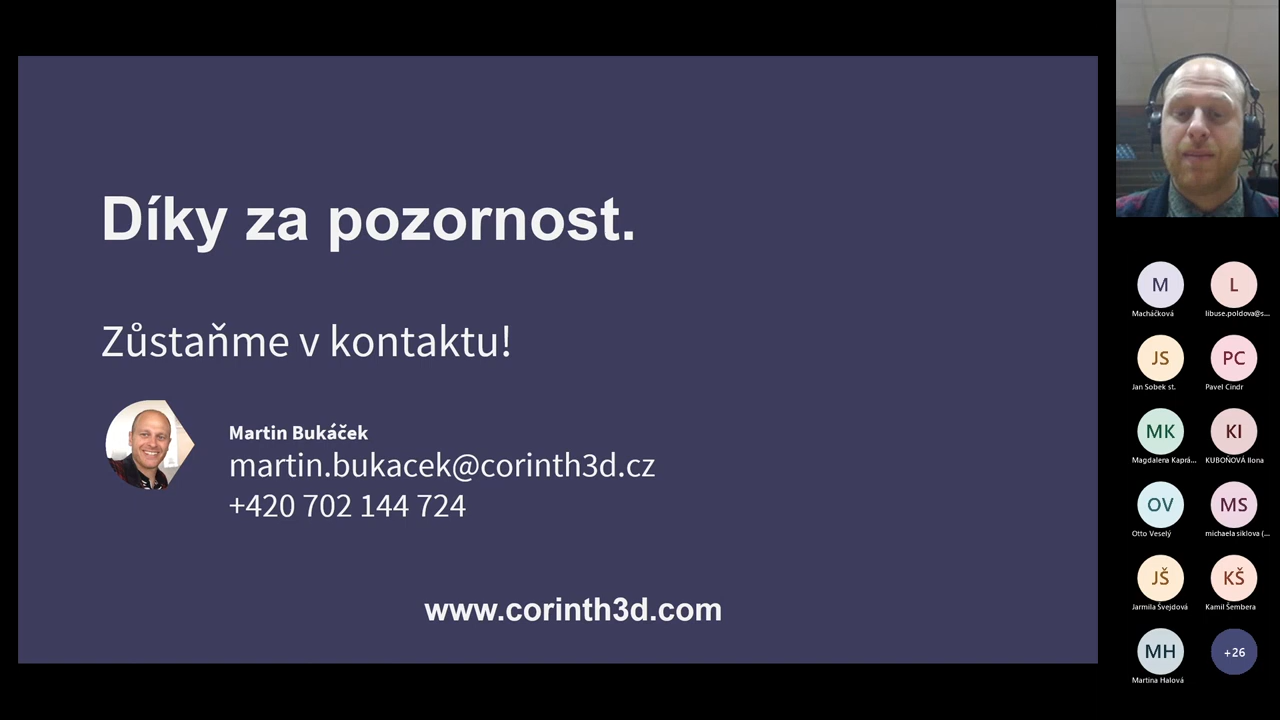 Díky za pozornost.
Zůstaňme v kontaktu!
Martin Bukáček
martin.bukacek@corinth3d.cz
+420 702 144 724
www.corinth3d.com
M
L
Macháčková
libuse.poldova@s...
JS
PC
Jan Sobek st.
Pavel Cindr
MK
KI
Magdalena Kaprá...
KUBOŇOVÁ Ilona
OV
MS
Otto Veselý
michaela siklova (...
JŠ
KŠ
Jarmila Švejdová
Kamil Šembera
MH
+26
Martina Halová